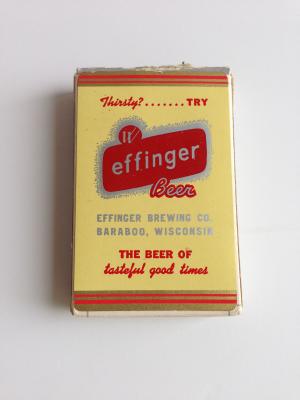 Thirsty?.......TRY
effinger
Beer
EFFINGER BREWING CO.
BARABOO, WISCONSIN
THE BEER OF
tasteful good times